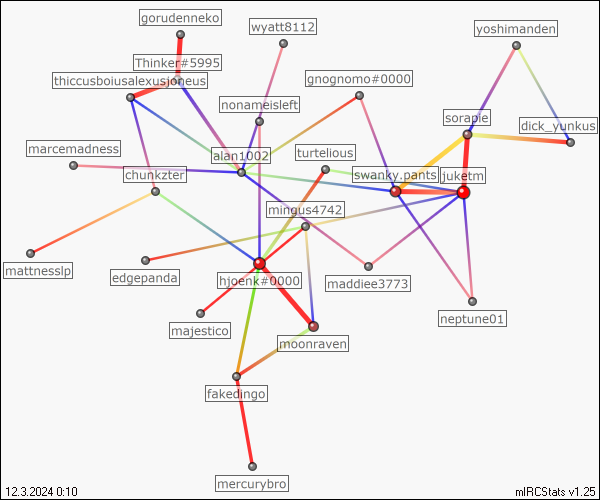 gorudenneko
wyatt8112
yoshimanden
Thinker#5995
thiccusboiusalexusjoneus
gnognomo#0000
nonameisleft
sorapie
dick_yunkus
marcemadness
alan1002
turtelious
chunkzter
swanky.pants
juketm
mingus4742
mattnesslp
edgepanda
hjoenk#0000
maddiee3773
majestico
neptune01
moonraven
fakedingo
mercurybro
12.3.2024 0:10
mIRCStats v1.25